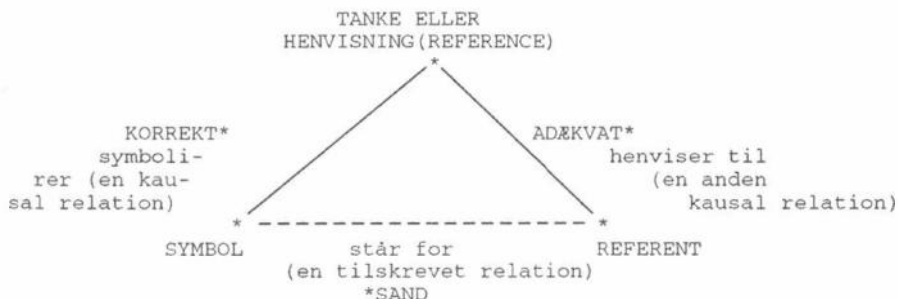 TANKE ELLER
HENVISNING(REFERENCE)
*
KORREKT*
symboli-
rer (en kau-
sal relation)
ADÆKVAT*
henviser til
(en anden
kausal relation)
* *
SYMBOL står for REFERENT
(en tilskrevet relation)
*SAND